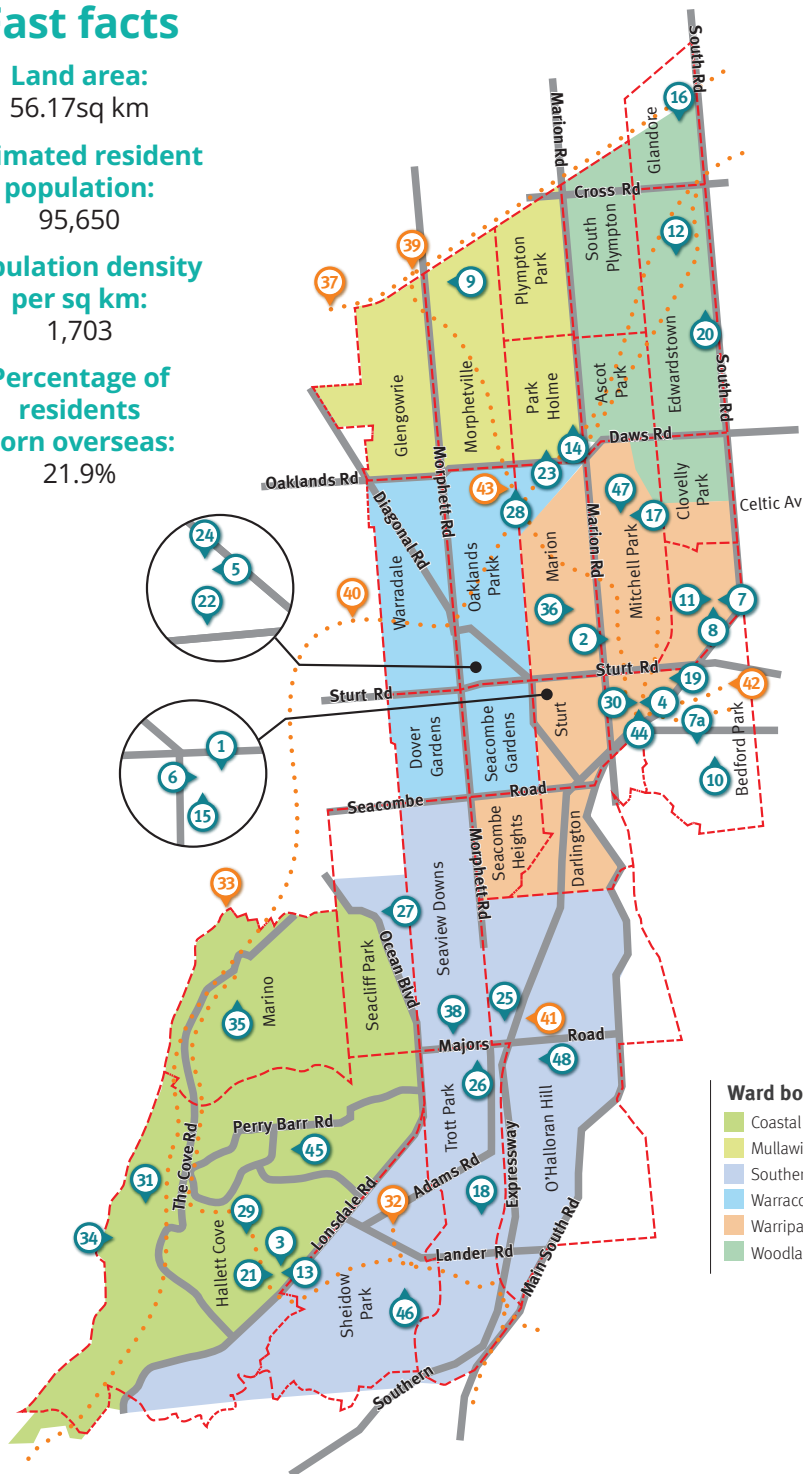 ast facts
Land area:
56.17sq km
imated resident
population:
95,650
pulation density
per sq km:
1,703
Percentage of
residents
orn overseas:
21.9%
South Rd
16
Marion Rd
Glandore
Cross Rd
39
37
9
Plympton
Park
South
Plympton
12
20
Glengowrie
Morphetville
Park
Holme
Ascot
Park
Edwardstown
South Rd
Daws Rd
14
23
Oaklands Rd
Morphett Rd
Diagonal Rd
43
28
47
17
Clovelly
Park
Celtic Av
24
5
22
40
Warradale
Oaklands
Parkk
Marion
Marion Rd
Mitchell Park
36
2
11
7
8
Sturt Rd
Sturt Rd
19
42
30
4
7a
44
10
Bedford Park
1
6
15
Dover
Gardens
Seacombe
Gardens
Sturt
Seacombe
Road
Seacombe
Heights
Darlington
Morphett Rd
33
27
Seaview Downs
Ocean Blvd
Seacliff Park
Marino
35
38
25
41
Majors
Road
48
26
Trott Park
O'Halloran Hill
Perry Barr Rd
45
The Cove Rd
31
34
29
3
21
13
Hallett Cove
Lonsdale Rd
32
Adams Rd
18
Expressway
Lander Rd
Main South Rd
Sheidow
Park
46
Southern
Ward bo
Coastal
Mullawi
Southern
Warraco
Warripa
Woodla